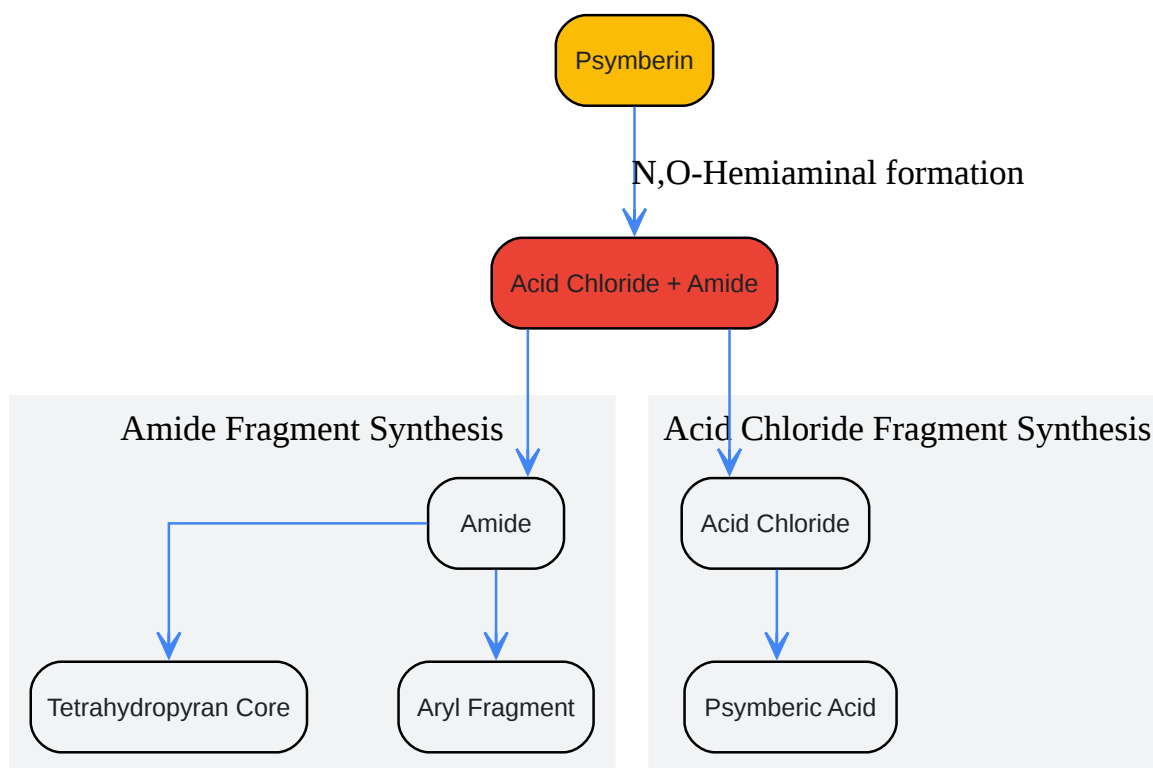 Psymberin
N,O-Hemiaminal formation
Acid Chloride + Amide
Amide Fragment Synthesis
Acid Chloride Fragment Synthesis
Amide
Acid Chloride
Tetrahydropyran Core
Aryl Fragment
Psymberic Acid